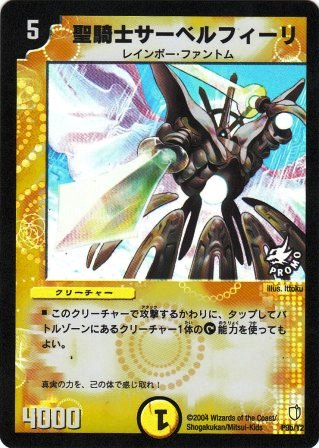 5
聖騎士サーベルフィーリ
レインボー・ファントム
PROMO
illus. Ittoku
クリーチャー
■ このクリーチャーで攻撃するかわりに、タップしてバ
トルゾーンにあるクリーチャー1体の 能力を使っても
よい。
真実の力を、己の体で感じ取れ!
4000
1
©2004 Wizards of the Coast/
Shogakukan/Mitsui-Kids
P9b/Y2